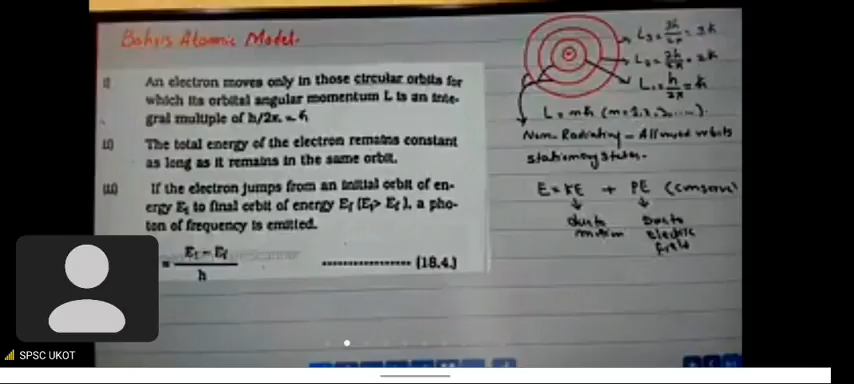 Bohr's Atomic Model.
i) An electron moves only in those circular orbits for
which its orbital angular momentum L is an inte-
gral multiple of h/2π = ħ
ii) The total energy of the electron remains constant
as long as it remains in the same orbit.
iii) If the electron jumps from an initial orbit of en-
ergy Ei to final orbit of energy Ef (Ei> Ef), a pho-
ton of frequency is emitted.
= Ei – Ef
h
(18.4.)
L3 = 3h/2π = 3ħ
L2 = 2h/2π = 2ħ
L1 = h/2π = ħ
L = nħ (n=1,2,3,....).
Non-Radiating = Allowed orbits
stationary states.
E = KE + PE
due to motion
Due to electric field
SPSC UKOT